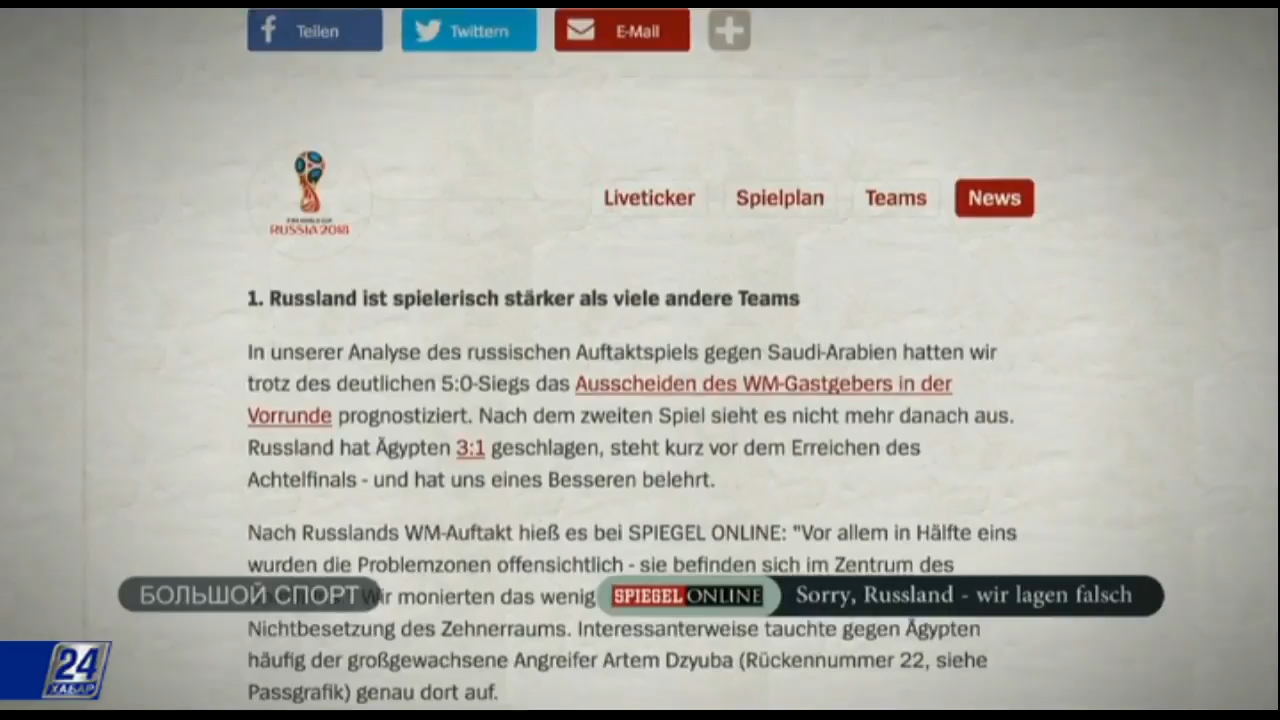 Teilen
Twittern
E-Mail
FIFA WORLD CUP
RUSSIA 2018
Liveticker
Spielplan
Teams
News
1. Russland ist spielerisch stärker als viele andere Teams
In unserer Analyse des russischen Auftaktspiels gegen Saudi-Arabien hatten wir
trotz des deutlichen 5:0-Siegs das Ausscheiden des WM-Gastgebers in der
Vorrunde prognostiziert. Nach dem zweiten Spiel sieht es nicht mehr danach aus.
Russland hat Ägypten 3:1 geschlagen, steht kurz vor dem Erreichen des
Achtelfinals - und hat uns eines Besseren belehrt.
Nach Russlands WM-Auftakt hieß es bei SPIEGEL ONLINE: "Vor allem in Hälfte eins
wurden die Problemzonen offensichtlich - sie befinden sich im Zentrum des
Wir monierten das wenig
Nichtbesetzung des Zehnerraums. Interessanterweise tauchte gegen Ägypten
häufig der großgewachsene Angreifer Artem Dzyuba (Rückennummer 22, siehe
Passgrafik) genau dort auf.
БОЛЬШОЙ СПОРТ
SPIEGEL ONLINE
Sorry, Russland - wir lagen falsch
24
ХАБАР